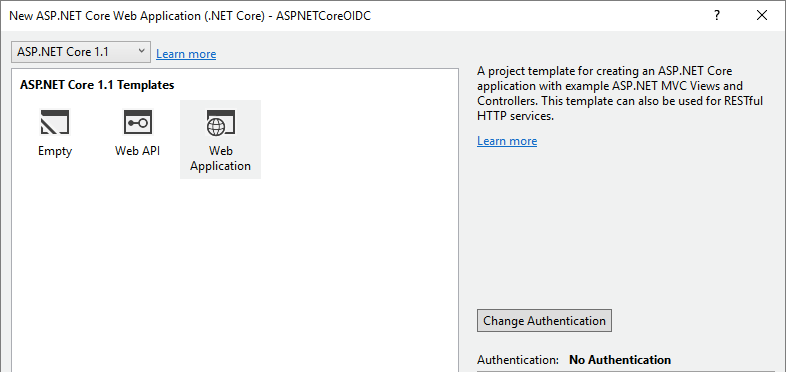 New ASP.NET Core Web Application (.NET Core) - ASPNETCoreOIDC
?
ASP.NET Core 1.1
Learn more
ASP.NET Core 1.1 Templates
Empty
Web API
Web
Application
A project template for creating an ASP.NET Core
application with example ASP.NET MVC Views and
Controllers. This template can also be used for RESTful
HTTP services.
Learn more
Change Authentication
Authentication: No Authentication